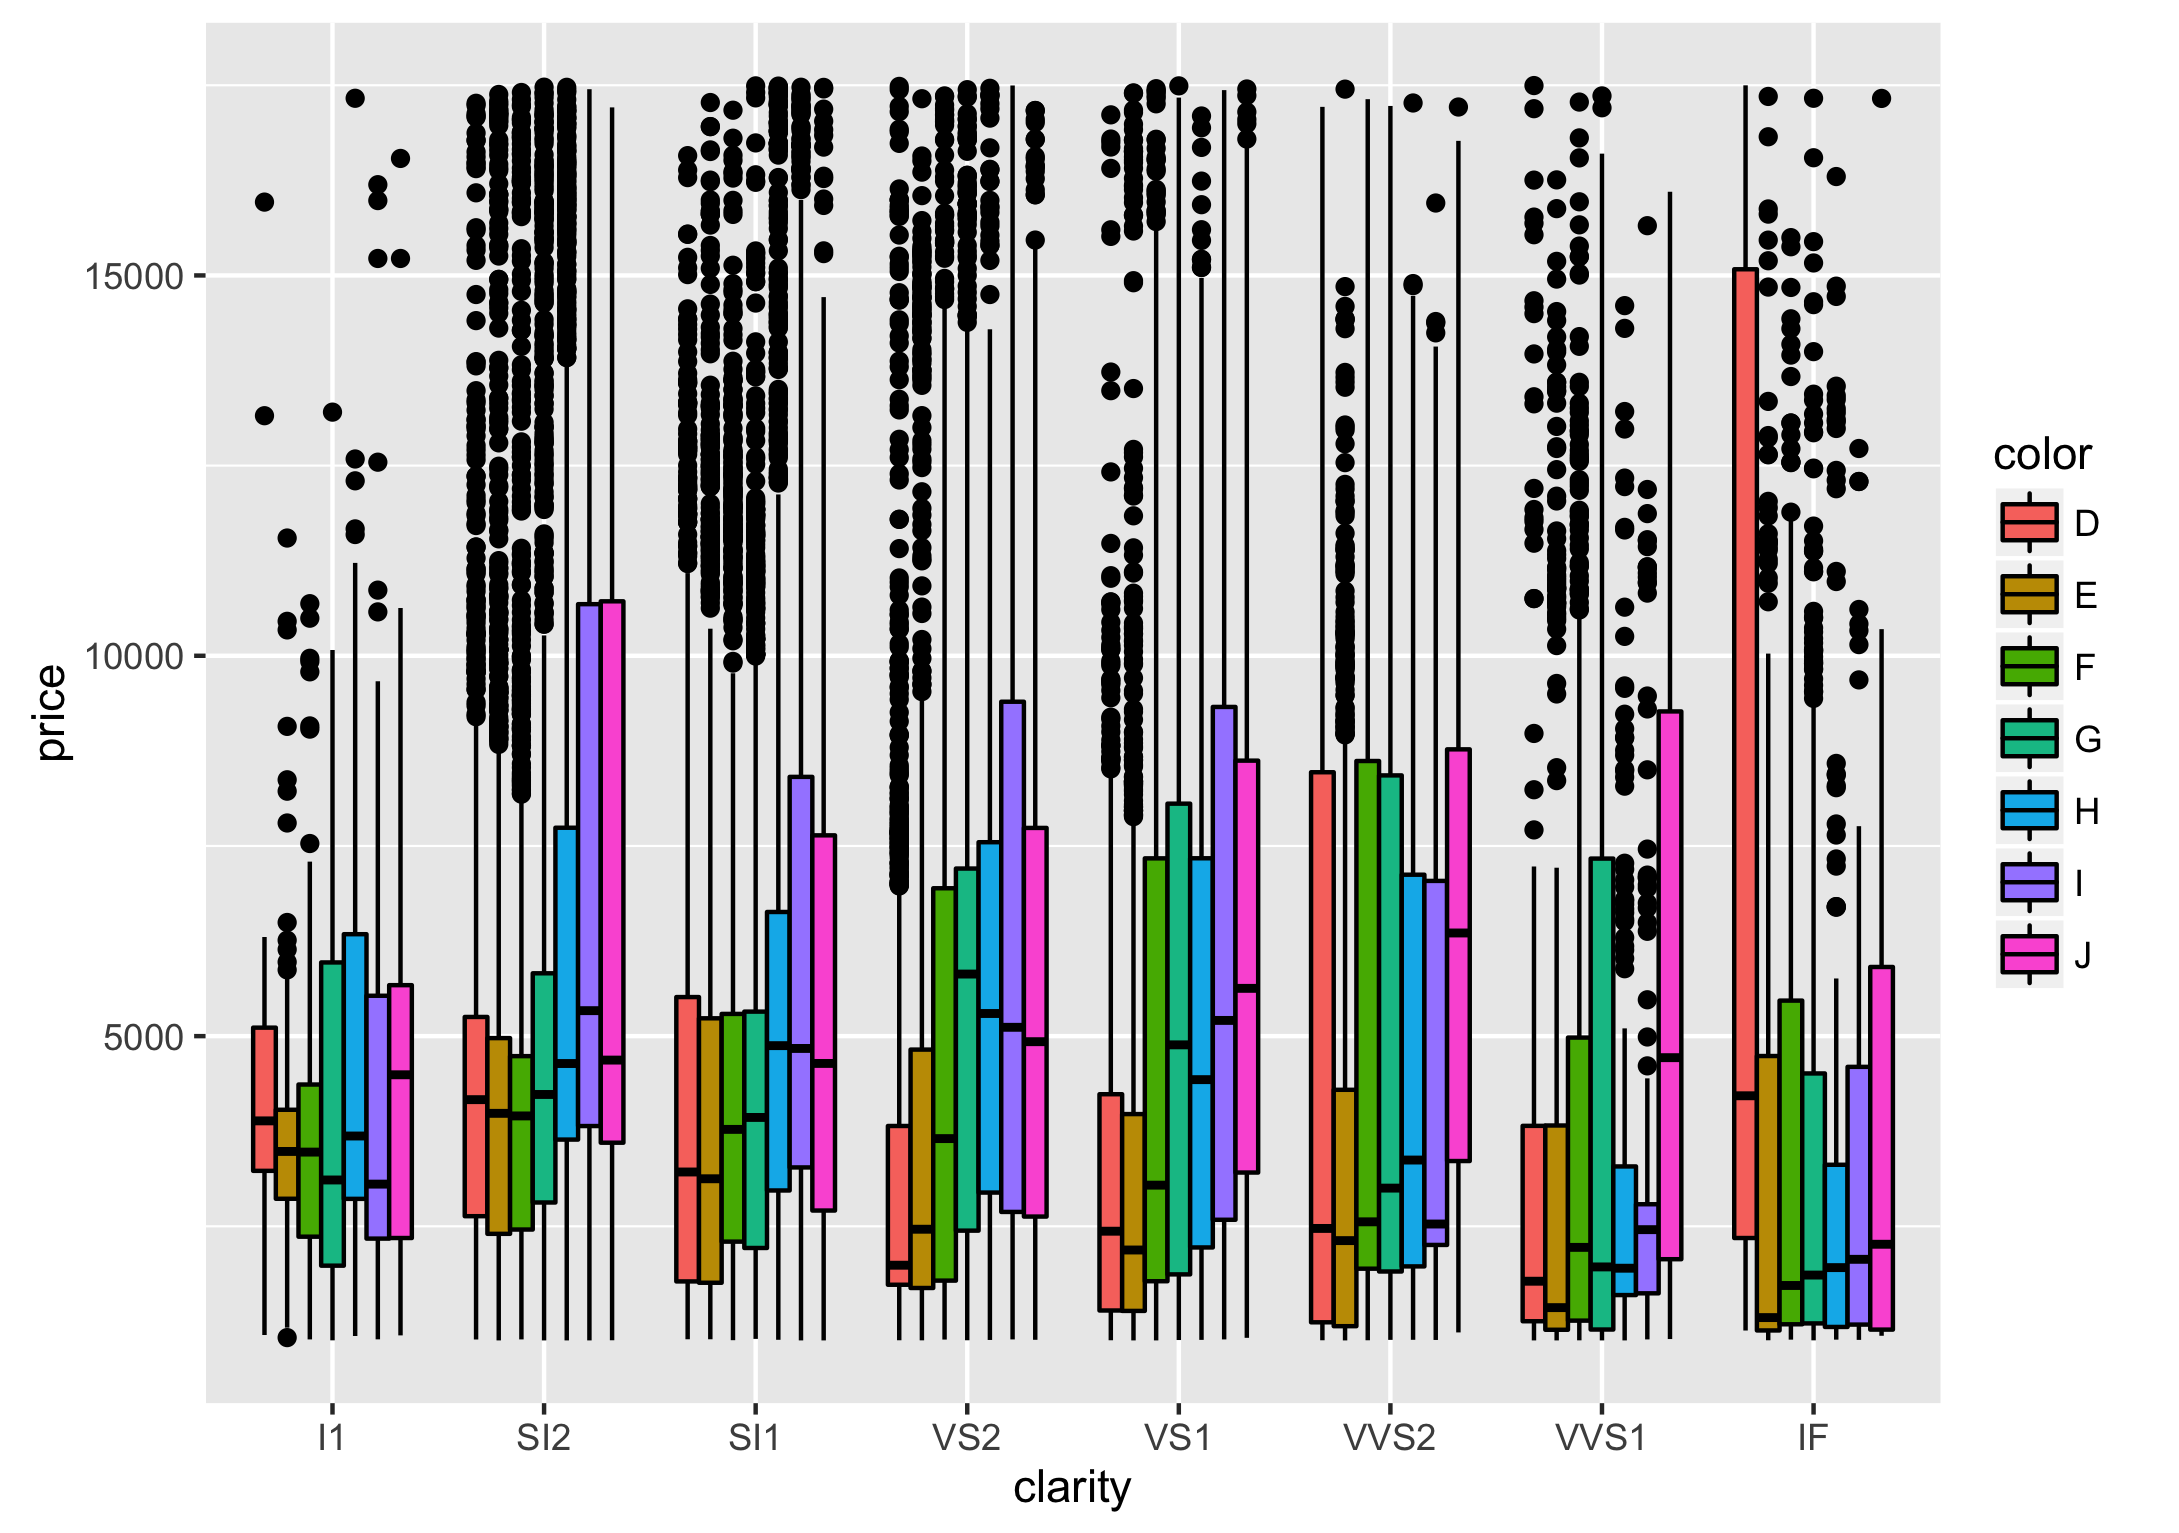 price
15000
10000
5000
I1 SI2 SI1 VS2 VS1 VVS2 VVS1 IF
clarity
color
D
E
F
G
H
I
J